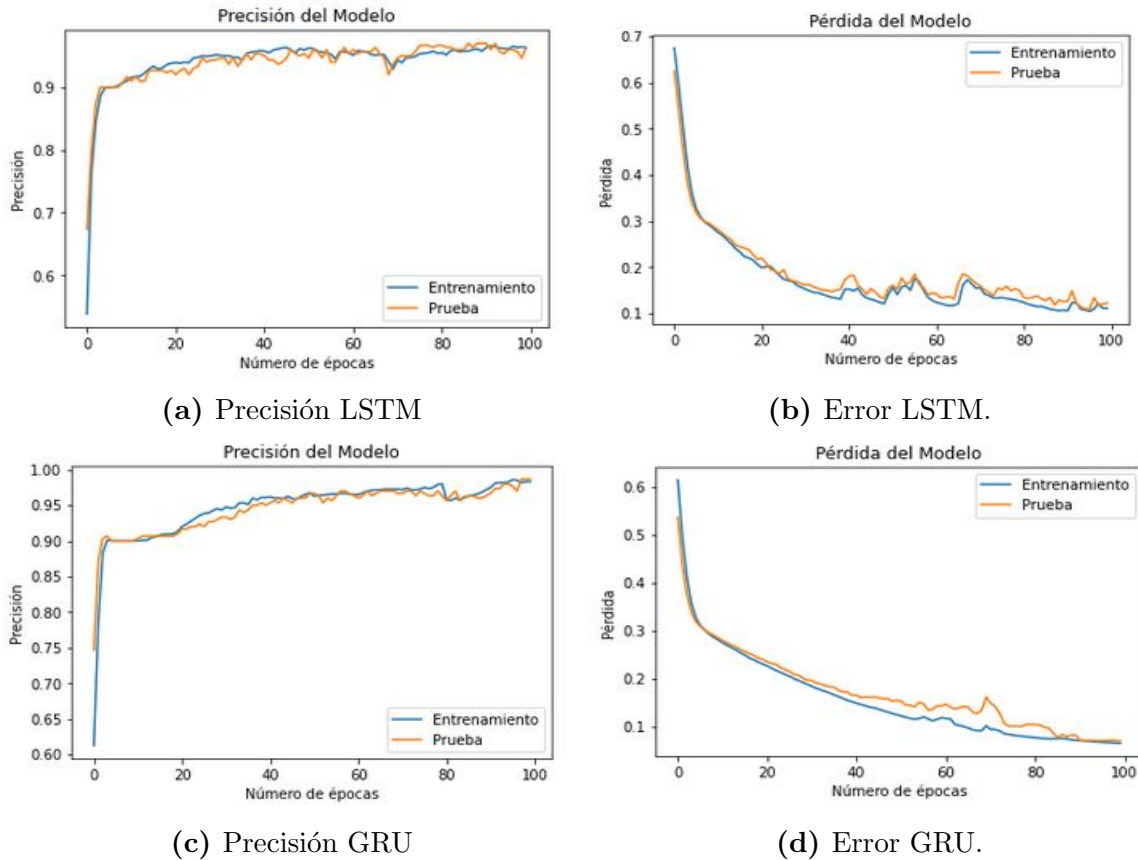 Precisión del Modelo
Precisión
0.9
0.8
0.7
0.6
Entrenamiento
Prueba
0 20 40 60 80 100
Número de épocas
(a) Precisión LSTM
Pérdida del Modelo
Pérdida
0.7
0.6
0.5
0.4
0.3
0.2
0.1
Entrenamiento
Prueba
0 20 40 60 80 100
Número de épocas
(b) Error LSTM.
Precisión del Modelo
Precisión
1.00
0.95
0.90
0.85
0.80
0.75
0.70
0.65
0.60
Entrenamiento
Prueba
0 20 40 60 80 100
Número de épocas
(c) Precisión GRU
Pérdida del Modelo
Pérdida
0.6
0.5
0.4
0.3
0.2
0.1
Entrenamiento
Prueba
0 20 40 60 80 100
Número de épocas
(d) Error GRU.